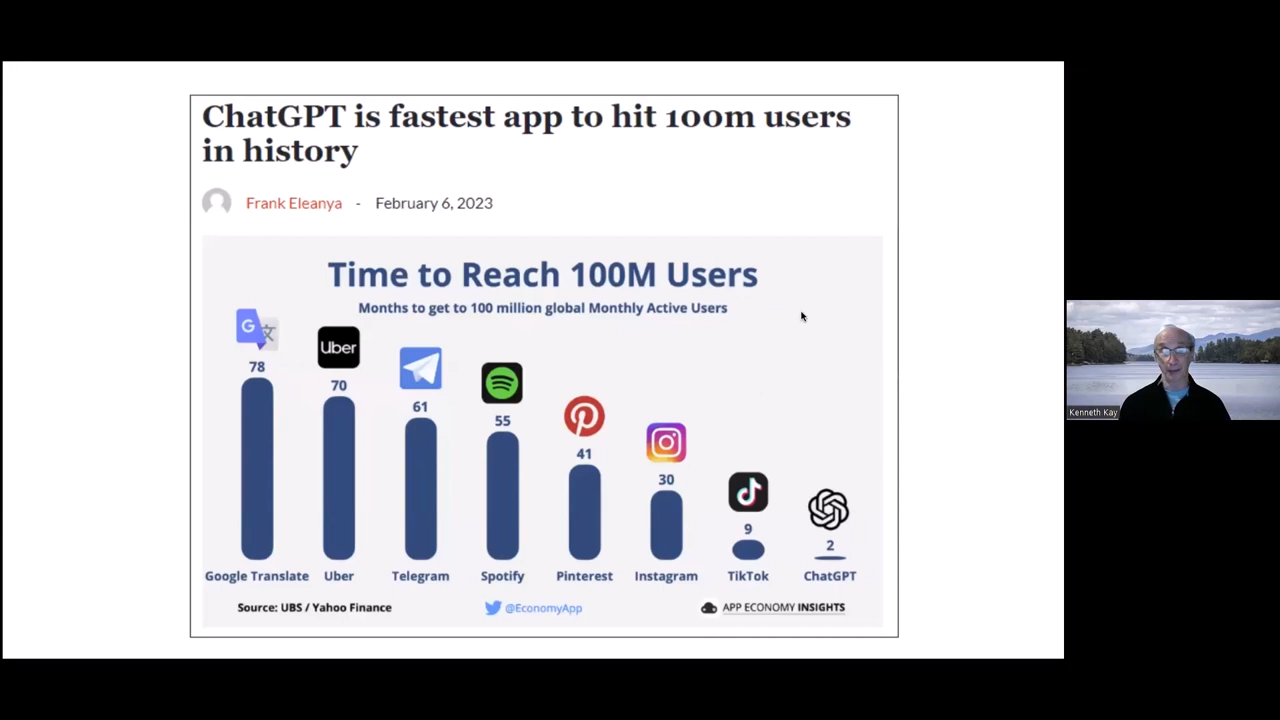 ChatGPT is fastest app to hit 100m users
in history
Frank Eleanya - February 6, 2023
Time to Reach 100M Users
Months to get to 100 million global Monthly Active Users
G 文
Uber
78
70
61
55
41
30
9
2
Google Translate Uber Telegram Spotify Pinterest Instagram TikTok ChatGPT
Source: UBS / Yahoo Finance @EconomyApp APP ECONOMY INSIGHTS
Kenneth Kay